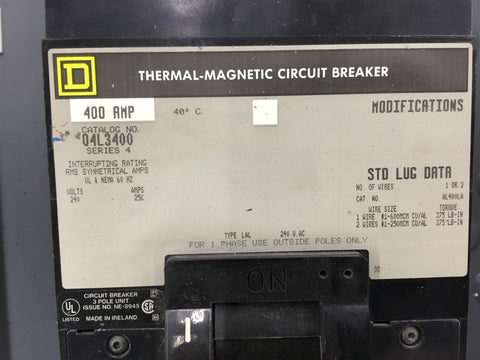 D
THERMAL-MAGNETIC CIRCUIT BREAKER
400 AMP
40° C.
MODIFICATIONS
CATALOG NO.
Q4L3400
SERIES 4
INTERRUPTING RATING
RMS SYMMETRICAL AMPS
UL & NEMA 60 HZ
VOLTS AMPS
240 25K
STD LUG DATA
NO. OF WIRES 1 OR 2
CAT. NO AL400LA
WIRE SIZE TORQUE
1 WIRE #1-600MCM CU/AL 375 LB-IN
2 WIRES #1-250MCM CU/AL 375 LB-IN
TYPE LAL 240 V.AC
FOR 1 PHASE USE OUTSIDE POLES ONLY
DD
ON
I
UL
LISTED
CIRCUIT BREAKER
3 POLE UNIT
ISSUE NO. NE-8945
MADE IN IRELAND